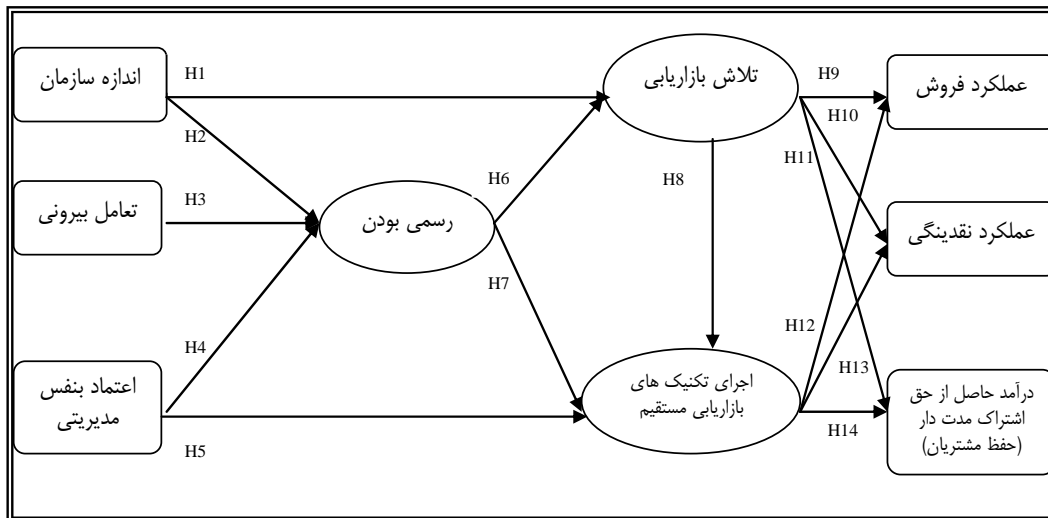 اندازه سازمان
تعامل بیرونی
اعتماد بنفس
مدیریتی
رسمی بودن
تلاش بازاریابی
اجرای تکنیک های
بازاریابی مستقیم
عملکرد فروش
عملکرد نقدینگی
درآمد حاصل از حق
اشتراک مدت دار
(حفظ مشتریان)
H1
H2
H3
H4
H5
H6
H7
H8
H9
H10
H11
H12
H13
H14